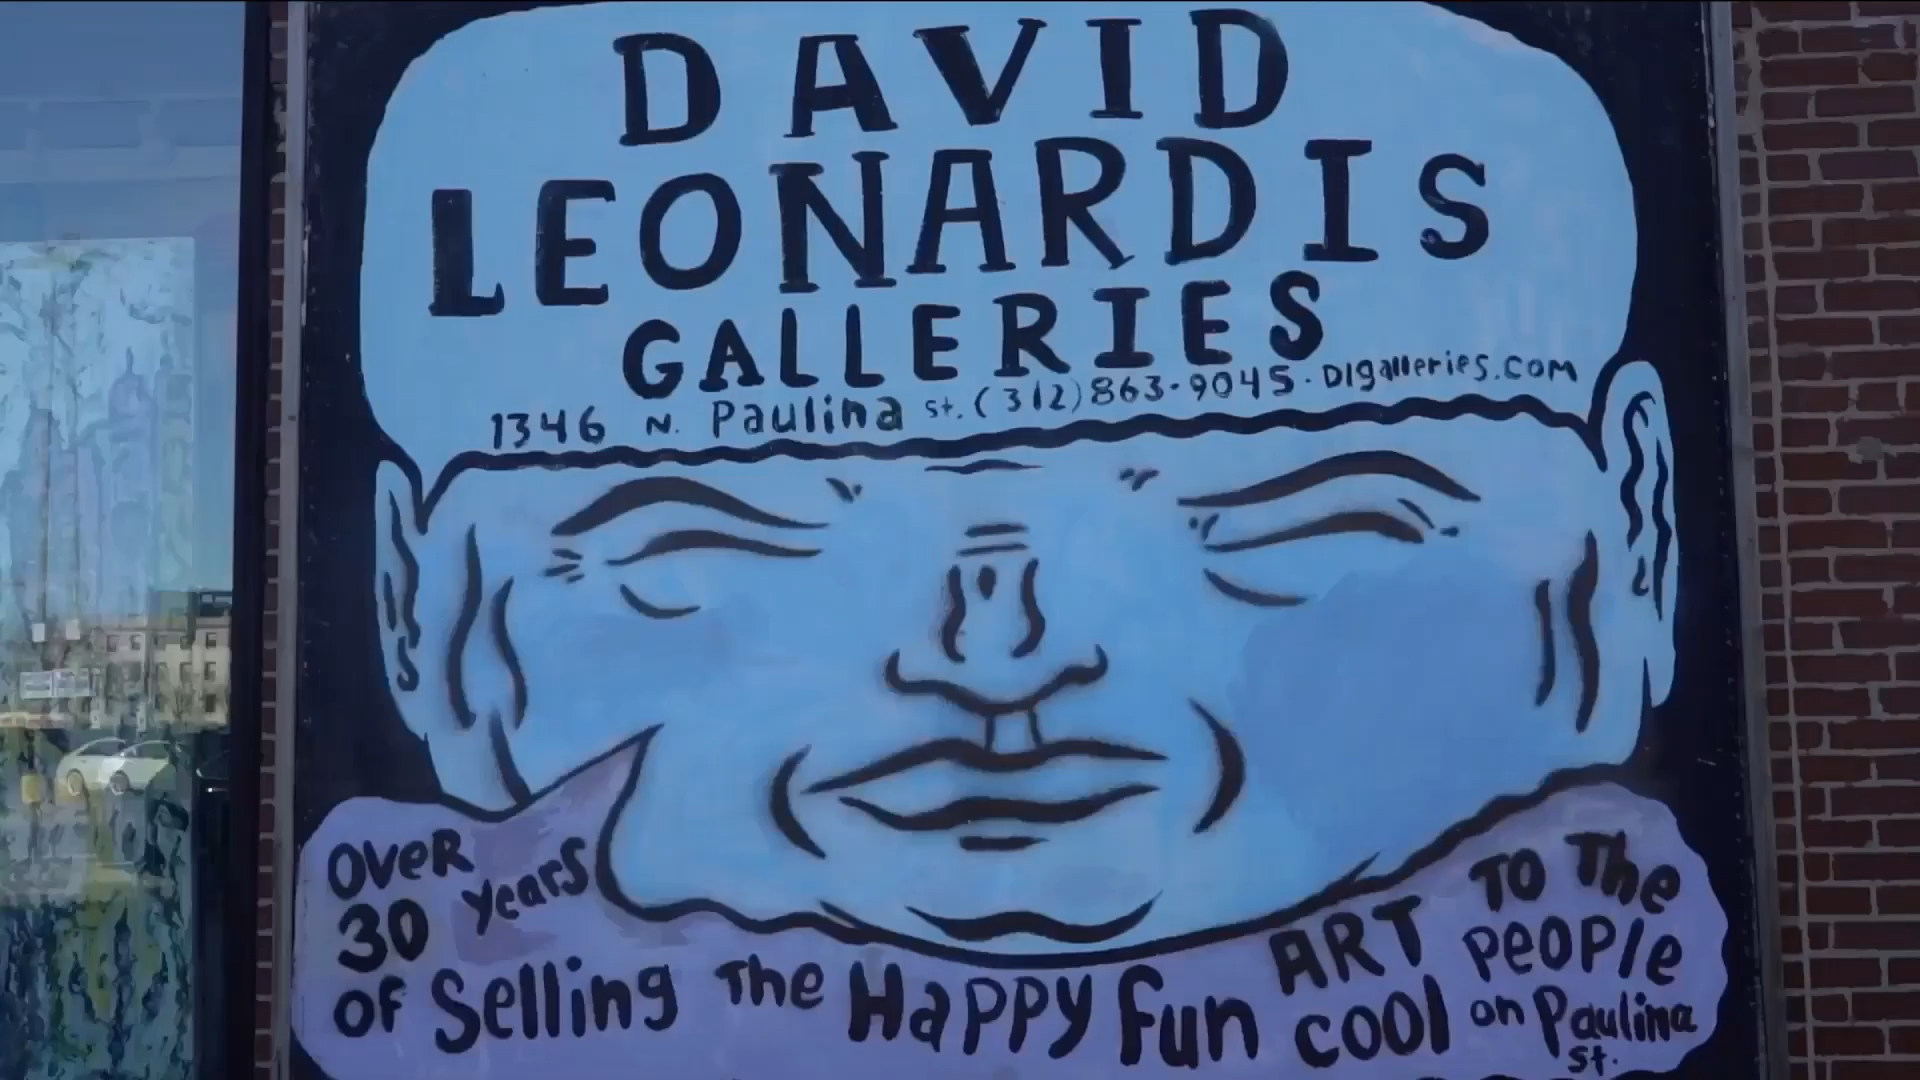 DAVID
LEONARDIS
GALLERIES
1346 N. Paulina st. (312)863-9045 · DIgalleries.com
OVeR
30 years
OF Selling The HaPPy Fun COOl ART TO The
PeOPle
on Paulina
st.